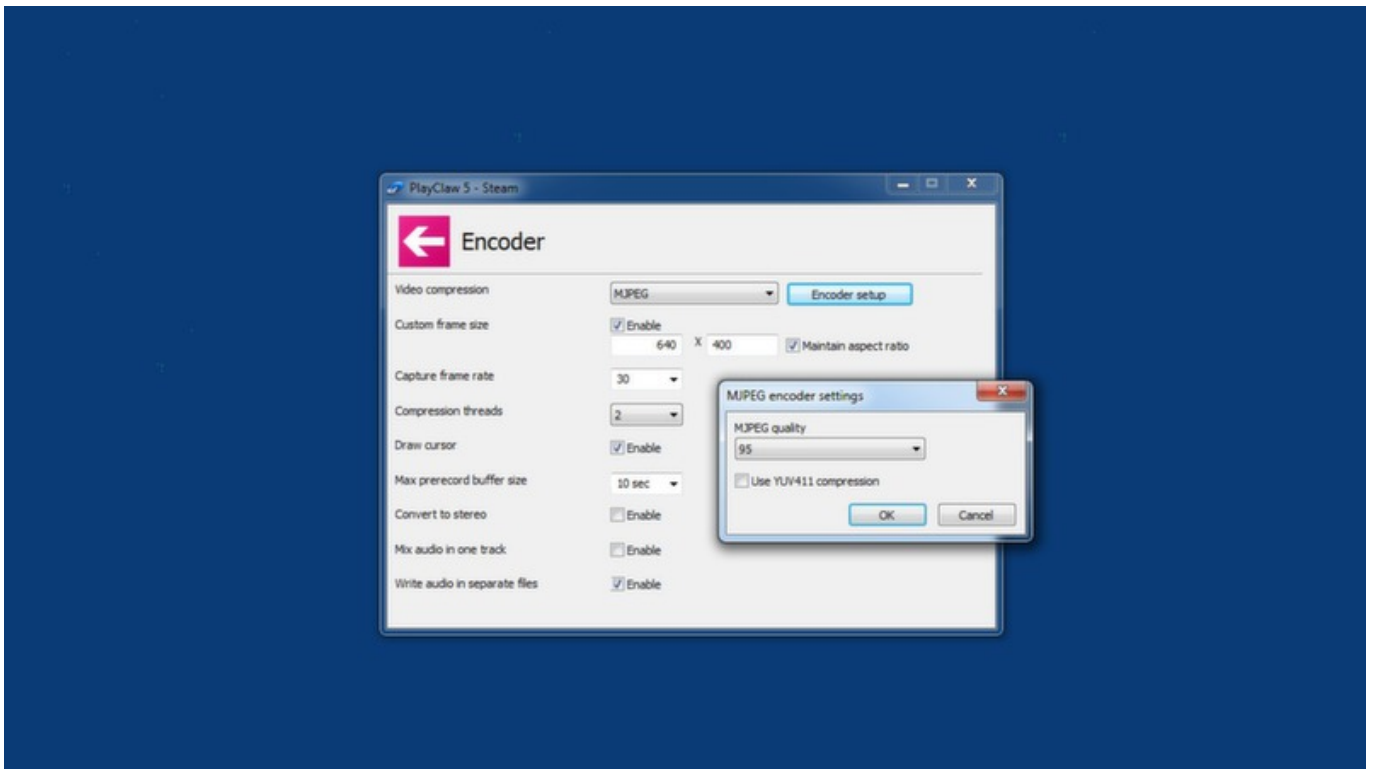 PlayClaw 5 - Steam
Encoder
Video compression
MJPEG
Encoder setup
Custom frame size
Enable
640 X 400
Maintain aspect ratio
Capture frame rate
30
Compression threads
2
Draw cursor
Enable
Max prerecord buffer size
10 sec
Convert to stereo
Enable
Mix audio in one track
Enable
Write audio in separate files
Enable
MJPEG encoder settings
MJPEG quality
95
Use YUV411 compression
OK
Cancel